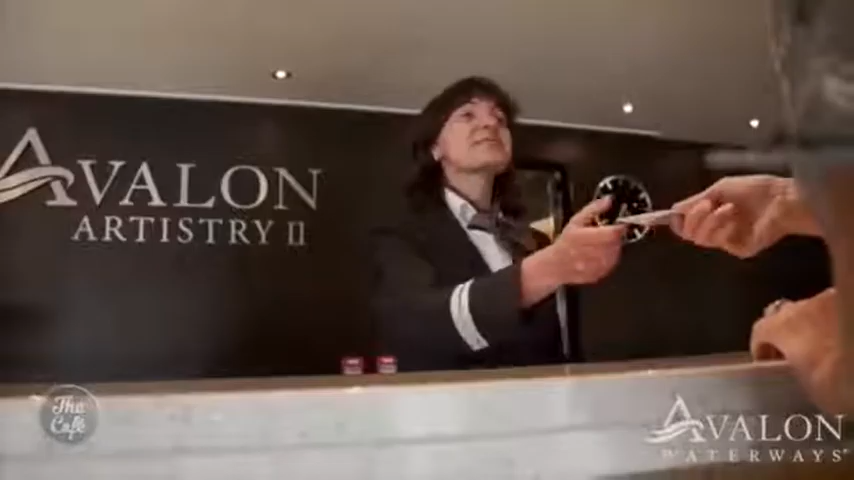 AVALON
ARTISTRY II
The
Café
AVALON
WATERWAYS